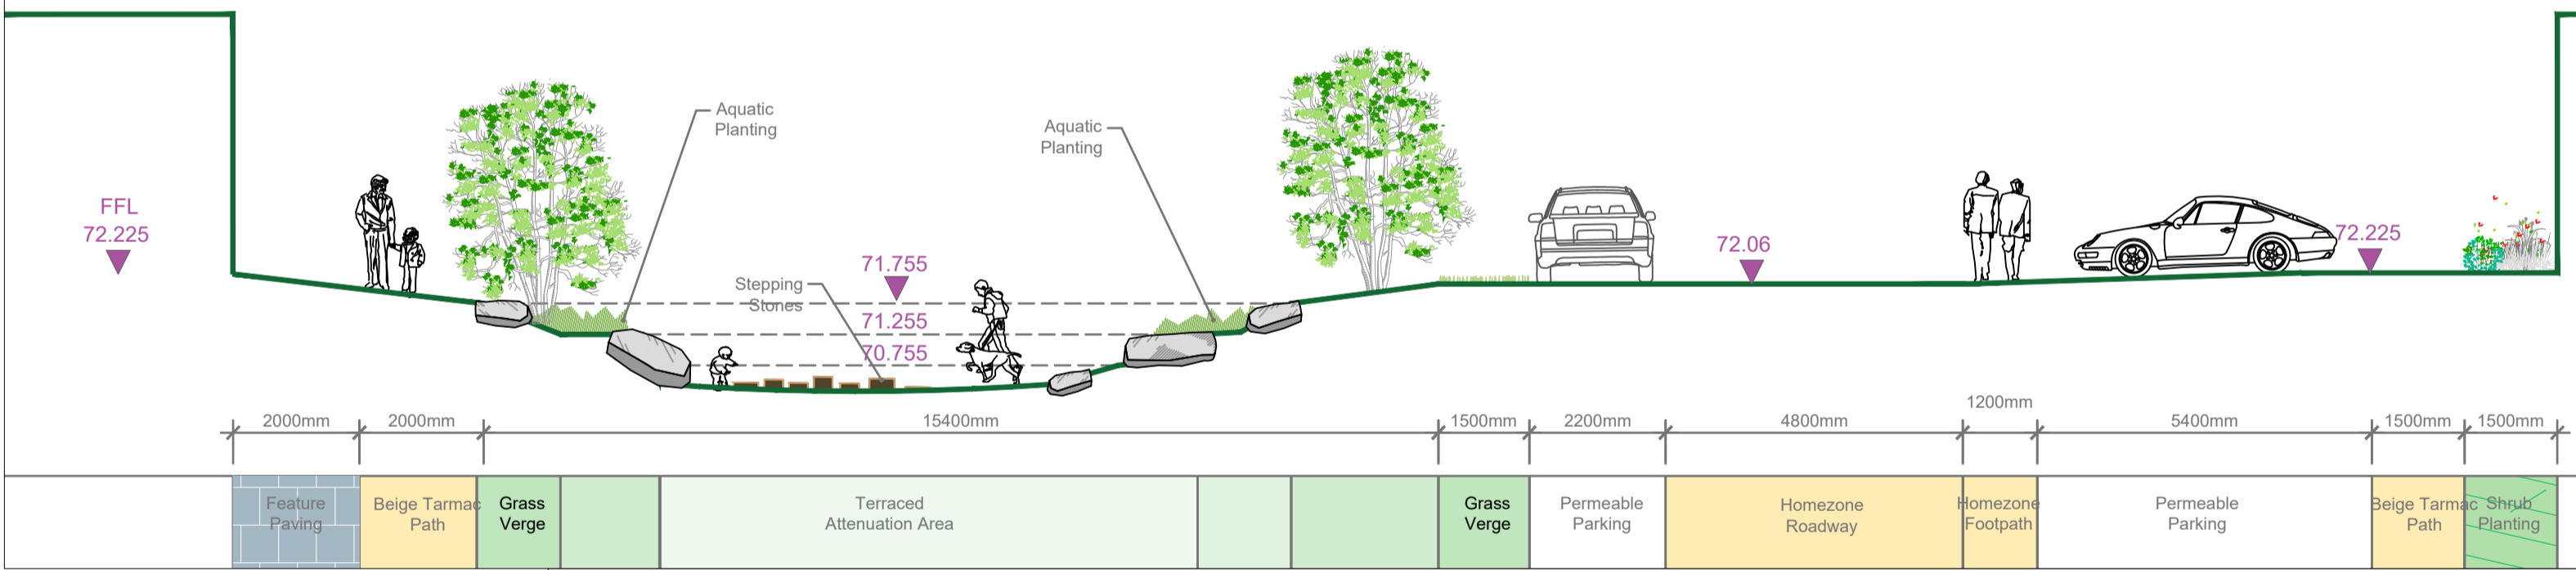 Aquatic
Planting
Aquatic
Planting
FFL
72.225
72.06
72.225
71.755
Stepping
Stones
71.255
70.755
2000mm
2000mm
15400mm
1500mm
2200mm
4800mm
1200mm
5400mm
1500mm
1500mm
Feature
Paving
Beige Tarmac
Path
Grass
Verge
Terraced
Attenuation Area
Grass
Verge
Permeable
Parking
Homezone
Roadway
Homezone
Footpath
Permeable
Parking
Beige Tarmac
Path
Shrub
Planting